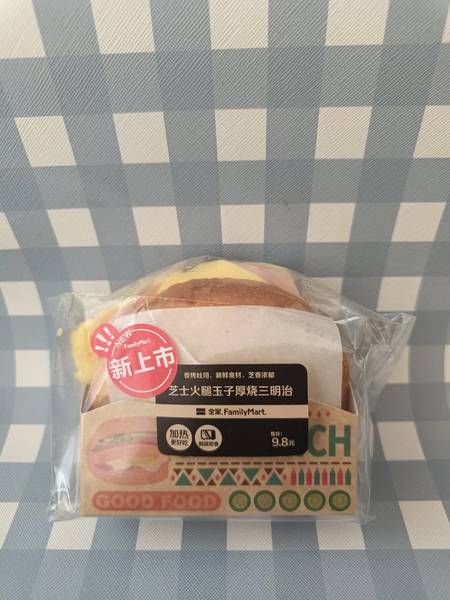 NEW
FamilyMart
新上市
香烤吐司，新鲜食材，芝香浓郁
芝士火腿玉子厚烧三明治
全家 FamilyMart.
加热
更好吃
售价：
9.8元
CH
GOOD FOOD